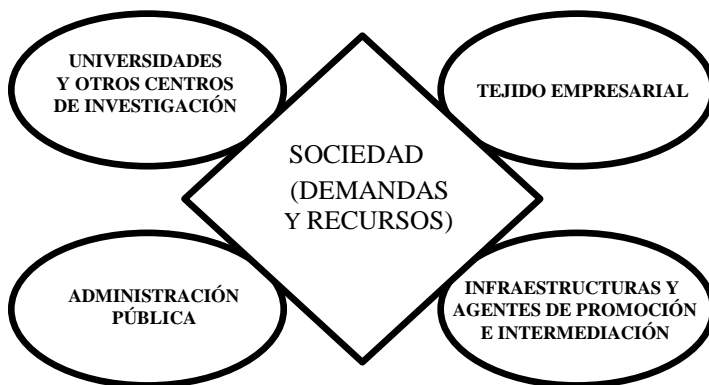 UNIVERSIDADES
Y OTROS CENTROS
DE INVESTIGACIÓN
TEJIDO EMPRESARIAL
SOCIEDAD
(DEMANDAS
Y RECURSOS)
ADMINISTRACIÓN
PÚBLICA
INFRAESTRUCTURAS Y
AGENTES DE PROMOCIÓN
E INTERMEDIACIÓN